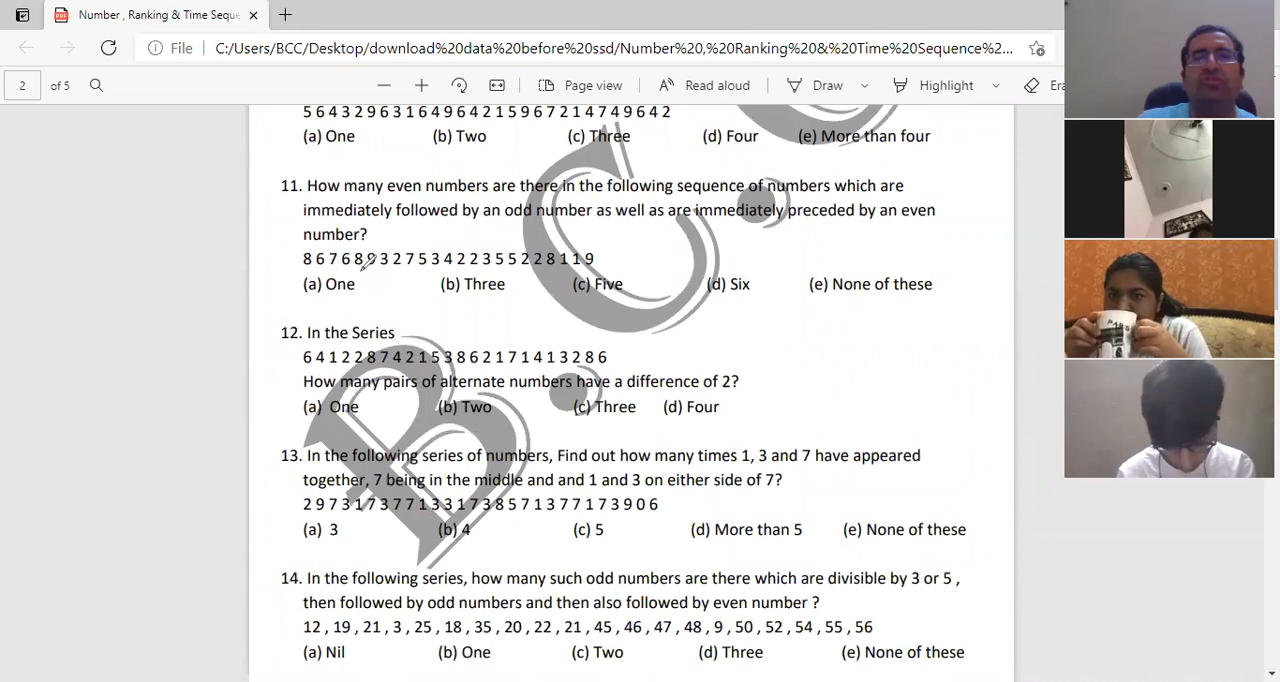 Number , Ranking & Time Seque
File
C:/Users/BCC/Desktop/download%20data%20before%20ssd/Number%20,%20Ranking%20&%20Time%20Sequence%2...
2 of 5
Page view
Read aloud
Draw
Highlight
Era
5 6 4 3 2 9 6 3 1 6 4 9 6 4 2 1 5 9 6 7 2 1 4 7 4 9 6 4 2
(a) One (b) Two (c) Three (d) Four (e) More than four
11. How many even numbers are there in the following sequence of numbers which are
immediately followed by an odd number as well as are immediately preceded by an even
number?
8 6 7 6 8 9 3 2 7 5 3 4 2 2 3 5 5 2 2 8 1 1 9
(a) One (b) Three (c) Five (d) Six (e) None of these
12. In the Series
6 4 1 2 2 8 7 4 2 1 5 3 8 6 2 1 7 1 4 1 3 2 8 6
How many pairs of alternate numbers have a difference of 2?
(a) One (b) Two (c) Three (d) Four
13. In the following series of numbers, Find out how many times 1, 3 and 7 have appeared
together, 7 being in the middle and and 1 and 3 on either side of 7?
2 9 7 3 1 7 3 7 7 1 3 3 1 7 3 8 5 7 1 3 7 7 1 7 3 9 0 6
(a) 3 (b) 4 (c) 5 (d) More than 5 (e) None of these
14. In the following series, how many such odd numbers are there which are divisible by 3 or 5 ,
then followed by odd numbers and then also followed by even number ?
12 , 19 , 21 , 3 , 25 , 18 , 35 , 20 , 22 , 21 , 45 , 46 , 47 , 48 , 9 , 50 , 52 , 54 , 55 , 56
(a) Nil (b) One (c) Two (d) Three (e) None of these
B.C.